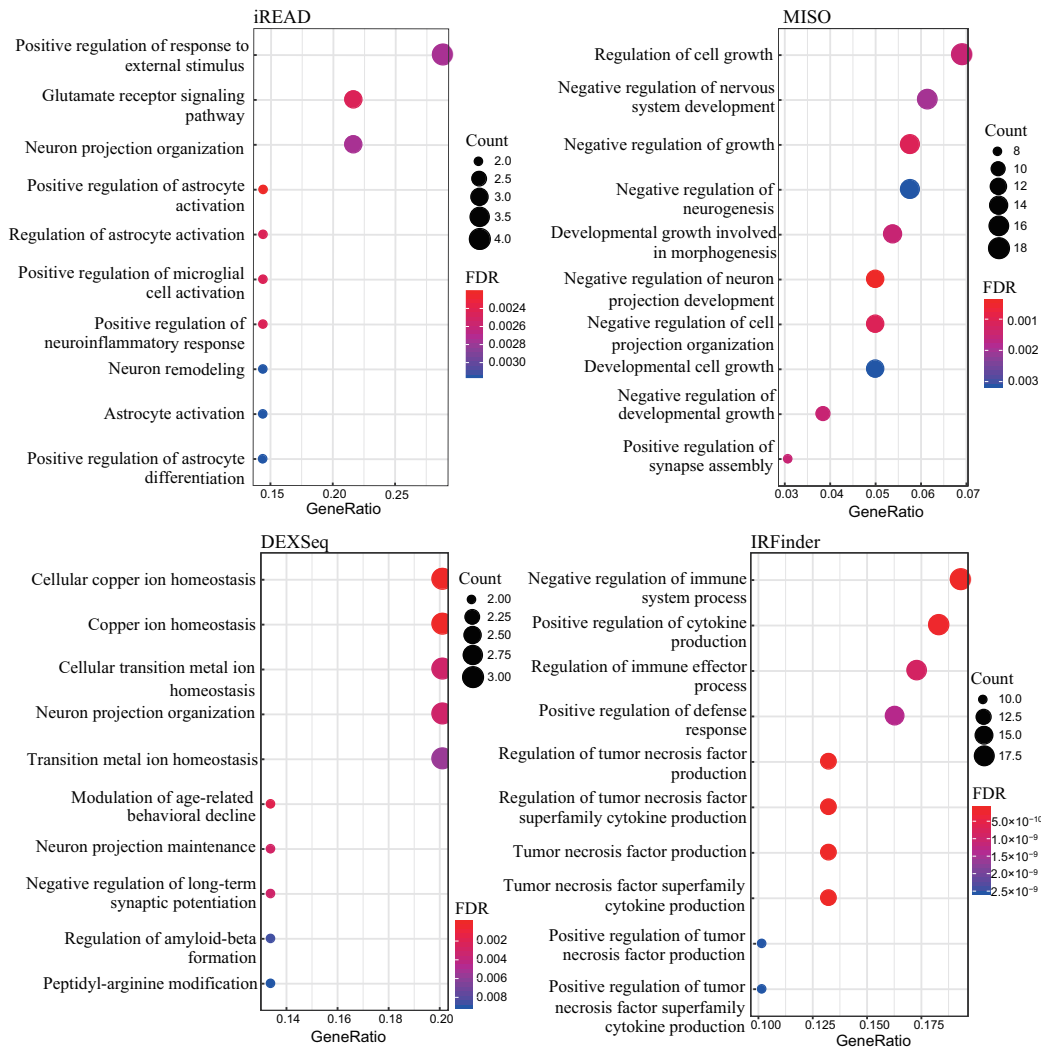 iREAD
Positive regulation of response to
external stimulus
Glutamate receptor signaling
pathway
Neuron projection organization
Positive regulation of astrocyte
activation
Regulation of astrocyte activation
Positive regulation of microglial
cell activation
Positive regulation of
neuroinflammatory response
Neuron remodeling
Astrocyte activation
Positive regulation of astrocyte
differentiation
0.15 0.20 0.25
GeneRatio
Count
2.0
2.5
3.0
3.5
4.0
FDR
0.0024
0.0026
0.0028
0.0030
MISO
Regulation of cell growth
Negative regulation of nervous
system development
Negative regulation of growth
Negative regulation of
neurogenesis
Developmental growth involved
in morphogenesis
Negative regulation of neuron
projection development
Negative regulation of cell
projection organization
Developmental cell growth
Negative regulation of
developmental growth
Positive regulation of
synapse assembly
0.03 0.04 0.05 0.06 0.07
GeneRatio
Count
8
10
12
14
16
18
FDR
0.001
0.002
0.003
DEXSeq
Cellular copper ion homeostasis
Copper ion homeostasis
Cellular transition metal ion
homeostasis
Neuron projection organization
Transition metal ion homeostasis
Modulation of age-related
behavioral decline
Neuron projection maintenance
Negative regulation of long-term
synaptic potentiation
Regulation of amyloid-beta
formation
Peptidyl-arginine modification
0.14 0.16 0.18 0.20
GeneRatio
Count
2.00
2.25
2.50
2.75
3.00
FDR
0.002
0.004
0.006
0.008
IRFinder
Negative regulation of immune
system process
Positive regulation of cytokine
production
Regulation of immune effector
process
Positive regulation of defense
response
Regulation of tumor necrosis factor
production
Regulation of tumor necrosis factor
superfamily cytokine production
Tumor necrosis factor production
Tumor necrosis factor superfamily
cytokine production
Positive regulation of tumor
necrosis factor production
Positive regulation of tumor
necrosis factor superfamily
cytokine production
0.100 0.125 0.150 0.175
GeneRatio
Count
10.0
12.5
15.0
17.5
FDR
5.0×10⁻¹⁰
1.0×10⁻⁹
1.5×10⁻⁹
2.0×10⁻⁹
2.5×10⁻⁹